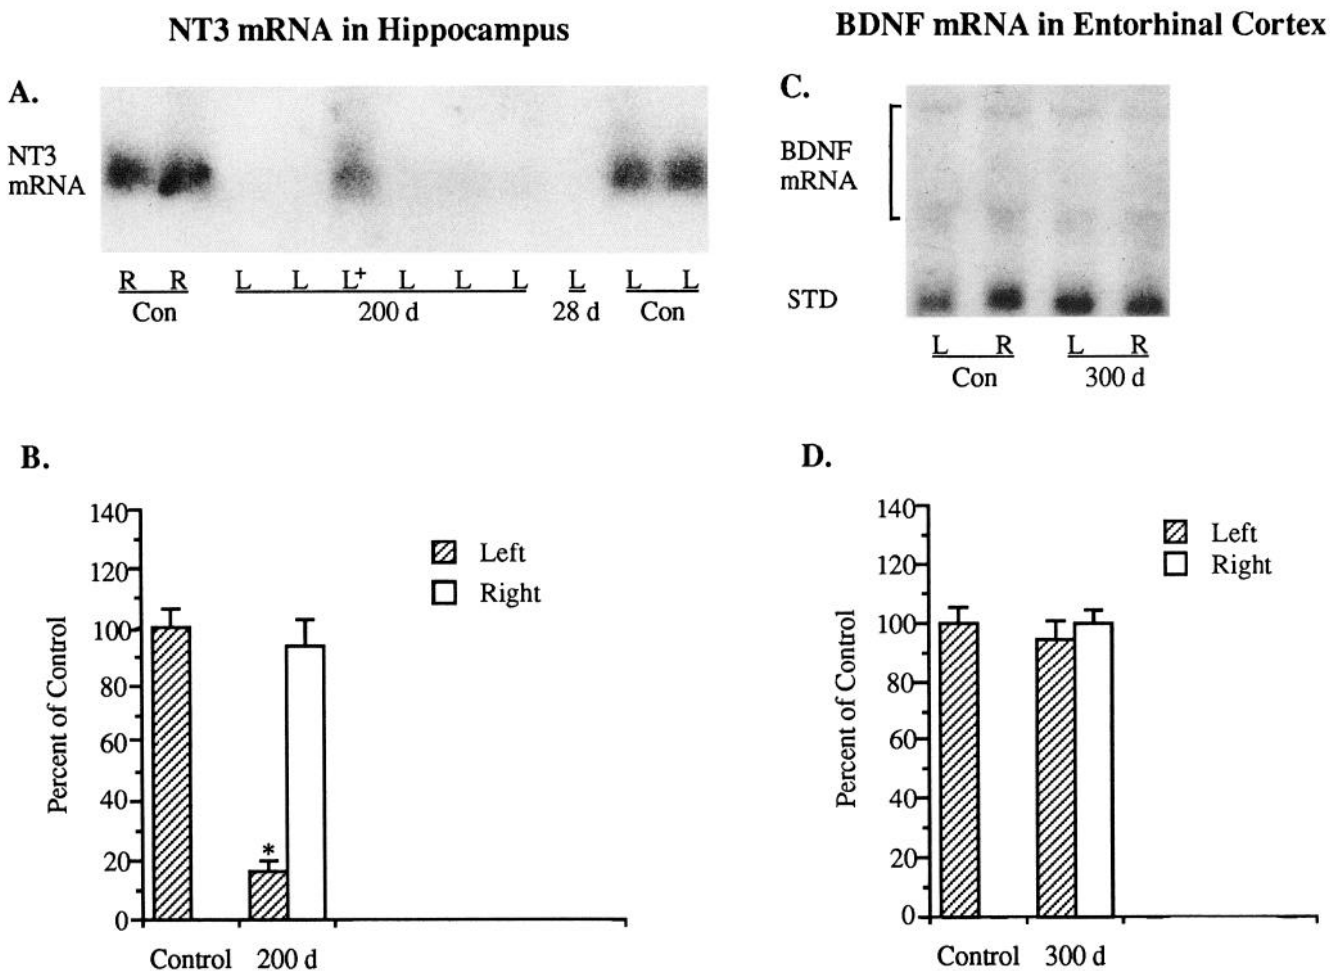 NT3 mRNA in Hippocampus
BDNF mRNA in Entorhinal Cortex
A.
NT3
mRNA
R R L L L+ L L L L L L
Con 200 d 28 d Con
C.
BDNF
mRNA
STD
L R L R
Con 300 d
B.
140
120
100
80
60
40
20
0
Percent of Control
Left
Right
*
Control 200 d
D.
140
120
100
80
60
40
20
0
Percent of Control
Left
Right
Control 300 d